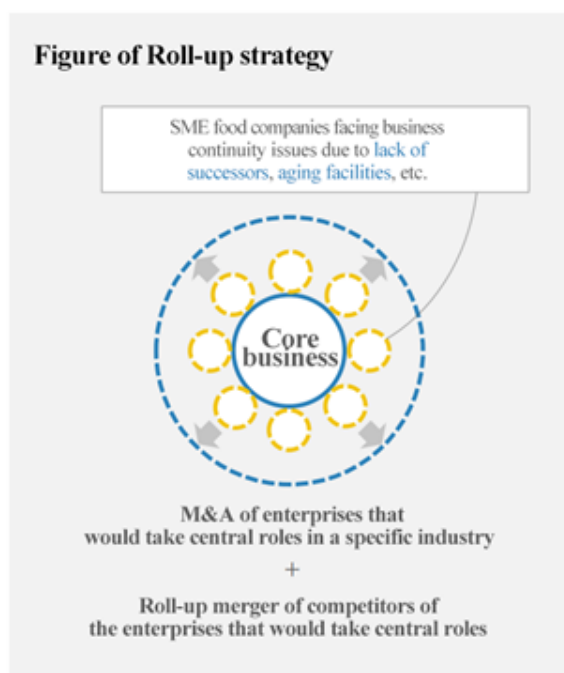 Figure of Roll-up strategy
SME food companies facing business
continuity issues due to lack of
successors, aging facilities, etc.
Core
business
M&A of enterprises that
would take central roles in a specific industry
+
Roll-up merger of competitors of
the enterprises that would take central roles